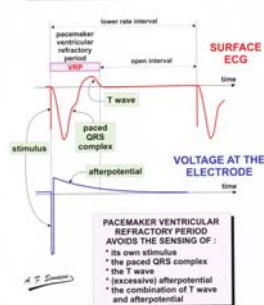 lower rate interval
pacemaker
ventricular
refractory
period
VRP
open interval
SURFACE
ECG
time
T wave
paced
QRS
complex
stimulus
VOLTAGE AT THE
ELECTRODE
afterpotential
time
PACEMAKER VENTRICULAR
REFRACTORY PERIOD
AVOIDS THE SENSING OF :
* its own stimulus
* the paced QRS complex
* the T wave
* (excessive) afterpotential
* the combination of T wave
and afterpotential